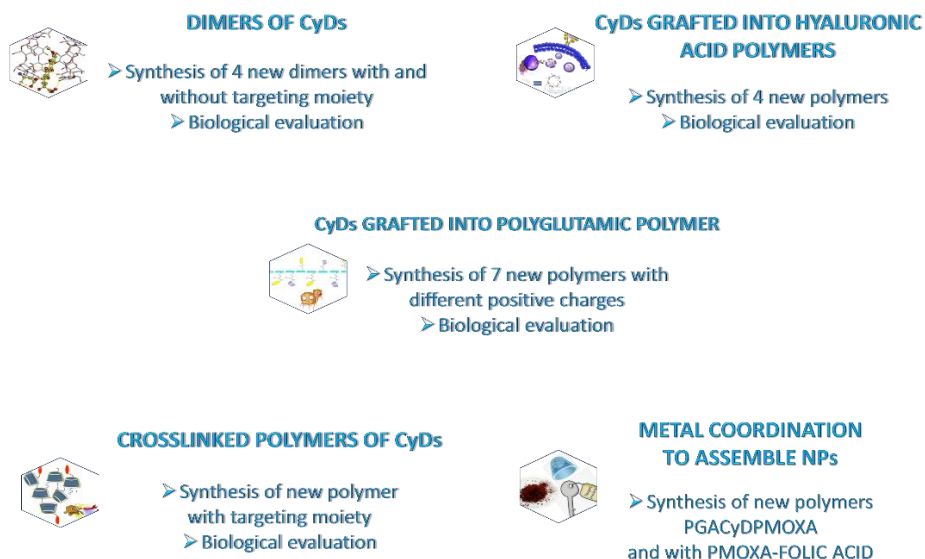 DIMERS OF CyDs
➢ Synthesis of 4 new dimers with and
without targeting moiety
➢ Biological evaluation
CyDs GRAFTED INTO HYALURONIC
ACID POLYMERS
➢ Synthesis of 4 new polymers
➢ Biological evaluation
CyDs GRAFTED INTO POLYGLUTAMIC POLYMER
➢ Synthesis of 7 new polymers with
different positive charges
➢ Biological evaluation
CROSSLINKED POLYMERS OF CyDs
➢ Synthesis of new polymer
with targeting moiety
➢ Biological evaluation
METAL COORDINATION
TO ASSEMBLE NPs
➢ Synthesis of new polymers
PGACyDPMOXA
and with PMOXA-FOLIC ACID